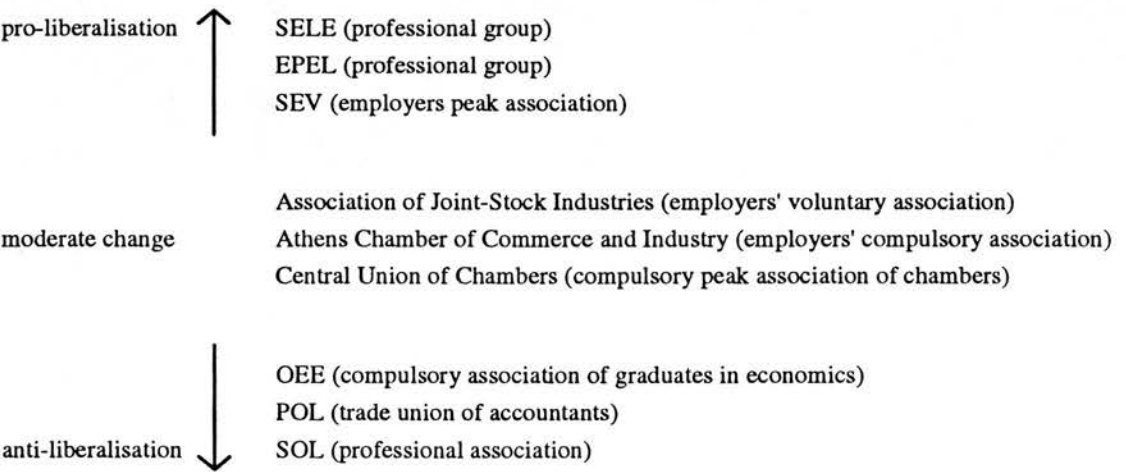 pro-liberalisation SELE (professional group)
EPEL (professional group)
SEV (employers peak association)
Association of Joint-Stock Industries (employers' voluntary association)
moderate change Athens Chamber of Commerce and Industry (employers' compulsory association)
Central Union of Chambers (compulsory peak association of chambers)
OEE (compulsory association of graduates in economics)
POL (trade union of accountants)
anti-liberalisation SOL (professional association)